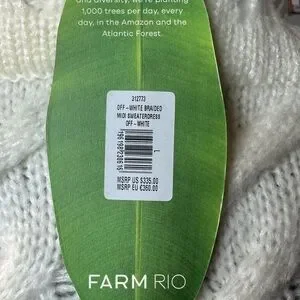 and diversity, we're planting
1,000 trees per day, every
day, in the Amazon and the
Atlantic Forest.
312773
OFF-WHITE BRAIDED
MIDI SWEATERDRESS
OFF-WHITE
L
MSRP US $335.00
MSRP EU €360.00
FARM RIO